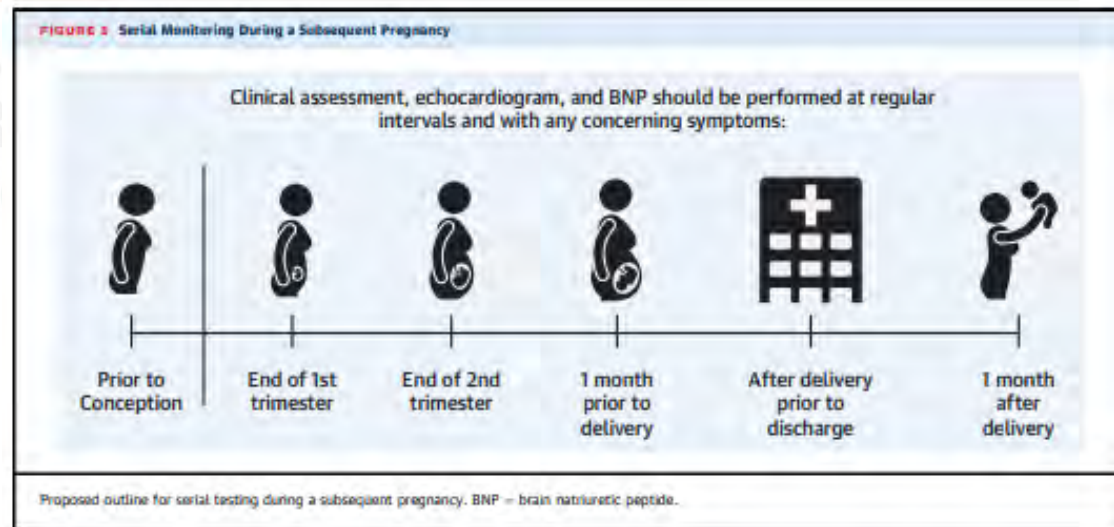 FIGURE 3 Serial Monitoring During a Subsequent Pregnancy
Clinical assessment, echocardiogram, and BNP should be performed at regular
intervals and with any concerning symptoms:
Prior to
Conception
End of 1st
trimester
End of 2nd
trimester
1 month
prior to
delivery
After delivery
prior to
discharge
1 month
after
delivery
Proposed outline for serial testing during a subsequent pregnancy. BNP = brain natriuretic peptide.